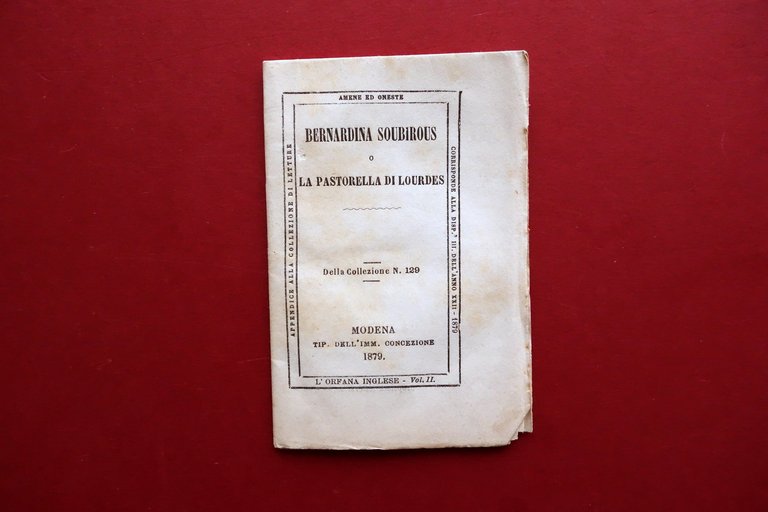 AMENE ED ONESTE
BERNARDINA SOUBIROUS
O
LA PASTORELLA DI LOURDES
Della Collezione N. 129
MODENA
TIP. DELL'IMM. CONCEZIONE
1879.
L'ORFANA INGLESE - Vol. II.
APPENDICE ALLA COLLEZIONE DI LETTURE
CORRISPONDE ALLA DISP.ª III. DELL'ANNO XXII - 1879